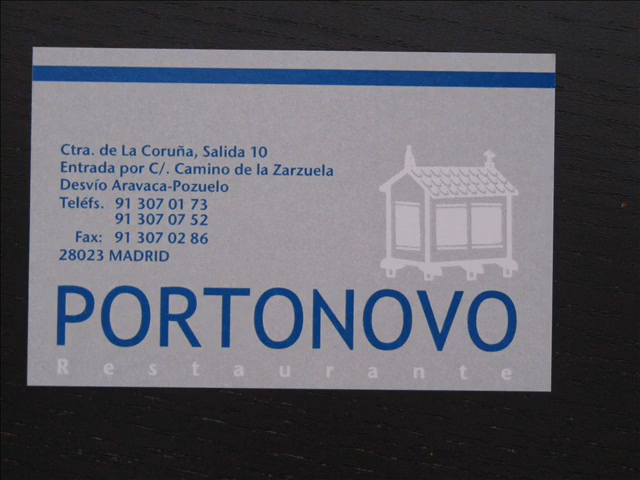 Ctra. de La Coruña, Salida 10
Entrada por C/. Camino de la Zarzuela
Desvío Aravaca-Pozuelo
Teléfs. 91 307 01 73
91 307 07 52
Fax: 91 307 02 86
28023 MADRID
PORTONOVO
Restaurante